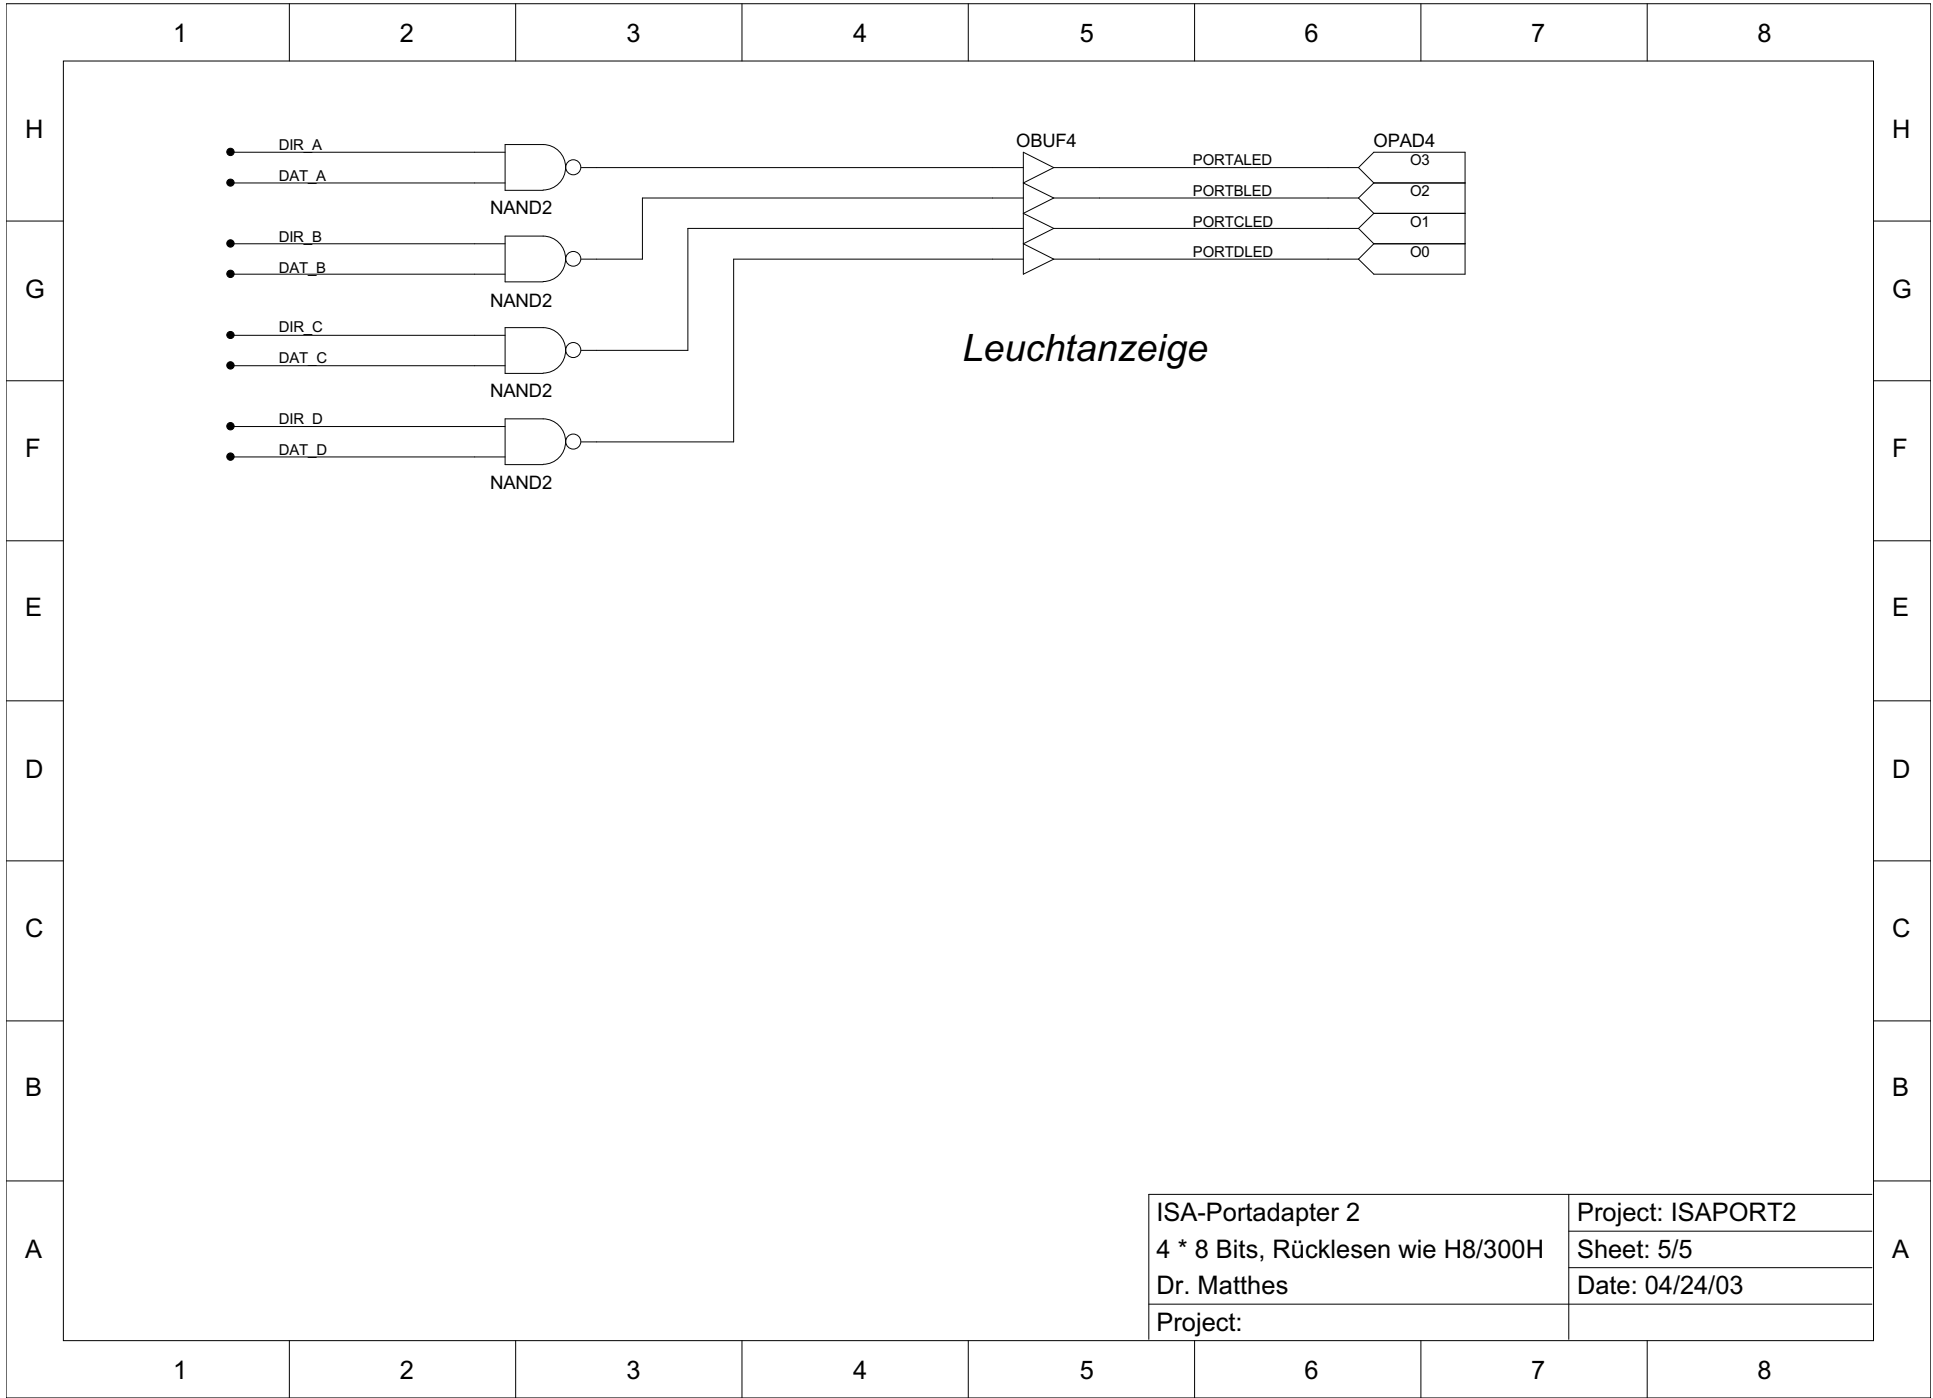 1 2 3 4 5 6 7 8
H H
DIR_A
DAT_A
NAND2
OBUF4
OPAD4
PORTALED O3
PORTBLED O2
PORTCLED O1
PORTDLED O0
DIR_B
DAT_B
NAND2
G G
DIR_C
DAT_C
NAND2
Leuchtanzeige
DIR_D
DAT_D
NAND2
F F
E E
D D
C C
B B
A A
ISA-Portadapter 2
4 * 8 Bits, Rücklesen wie H8/300H
Dr. Matthes
Project:
Project: ISAPORT2
Sheet: 5/5
Date: 04/24/03
1 2 3 4 5 6 7 8